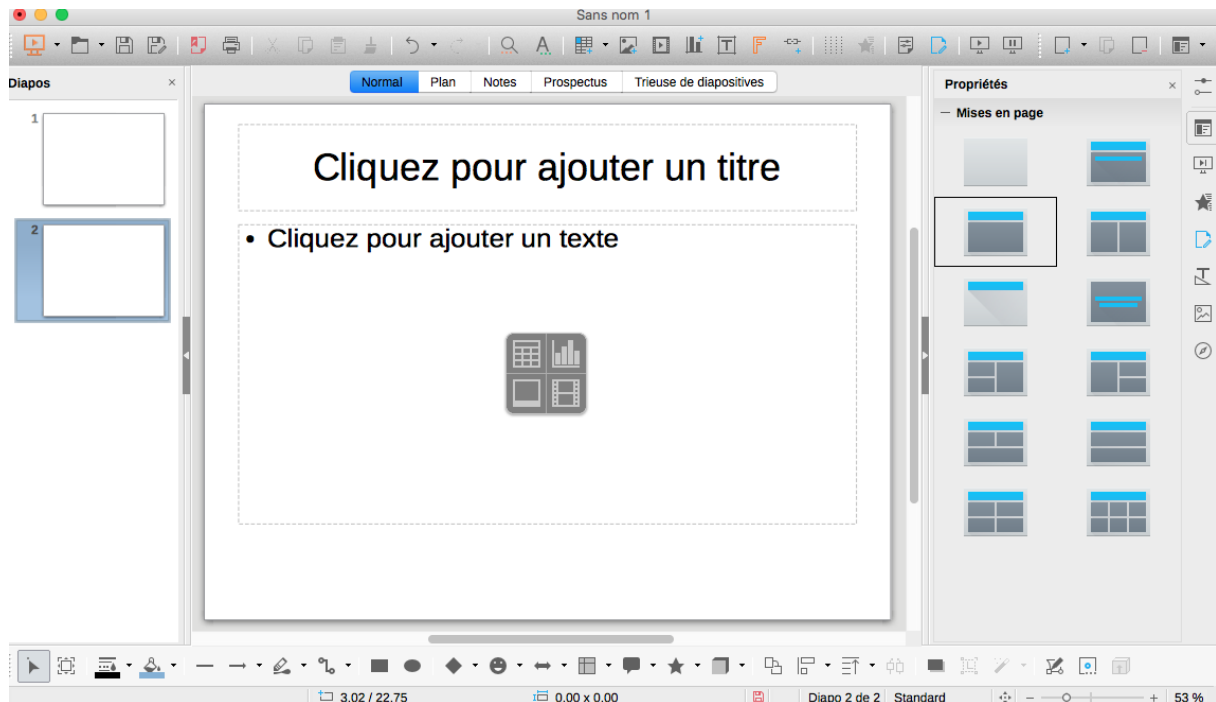 Sans nom 1
Diapos
Normal Plan Notes Prospectus Trieuse de diapositives
Propriétés
Mises en page
1
2
Cliquez pour ajouter un titre
• Cliquez pour ajouter un texte
3.02 / 22.75 0.00 x 0.00 Diapo 2 de 2 Standard 53 %